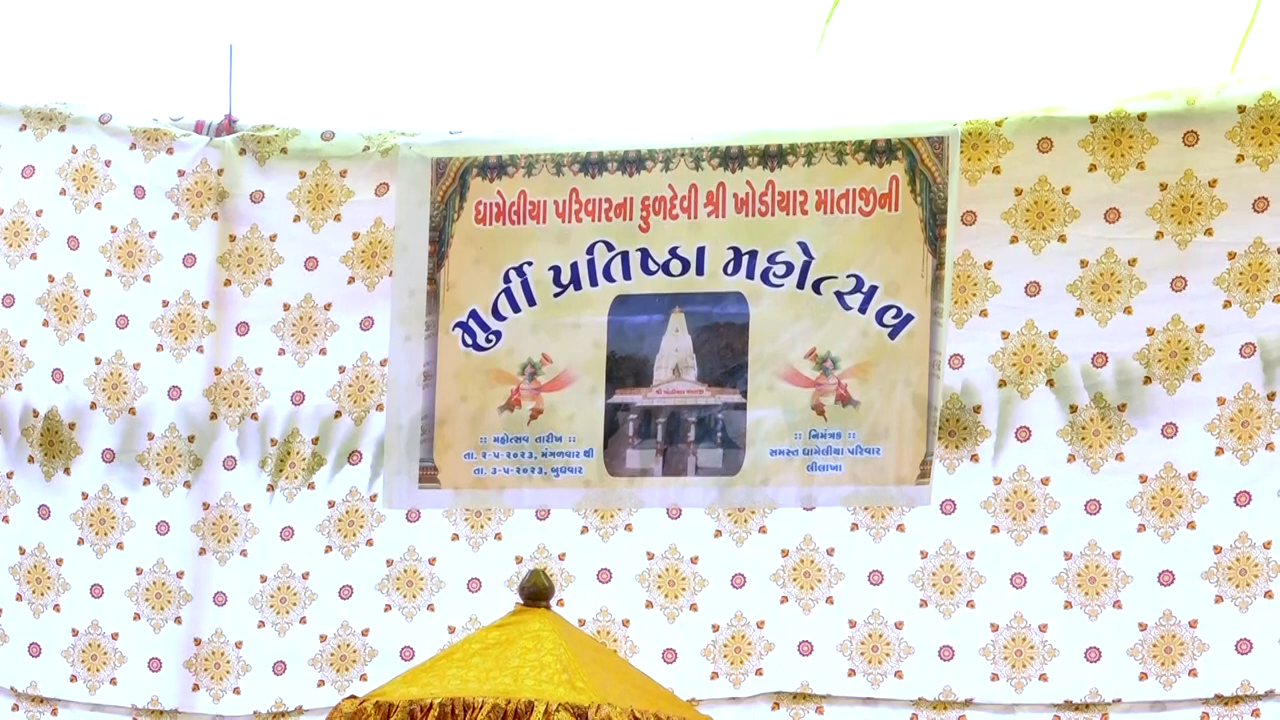 ધામેલીયા પરિવારના કુળદેવી શ્રી ખોડીયાર માતાજીની
મુર્તી પ્રતિષ્ઠા મહોત્સવ
શ્રી ખોડીયાર માતાજી
:: મહોત્સવ તારીખ ::
તા. ૨-૫-૨૦૨૩, મંગળવાર થી
તા. ૩-૫-૨૦૨૩, બુધવાર
:: નિમંત્રક ::
સમસ્ત ધામેલીયા પરિવાર
લીલાખા